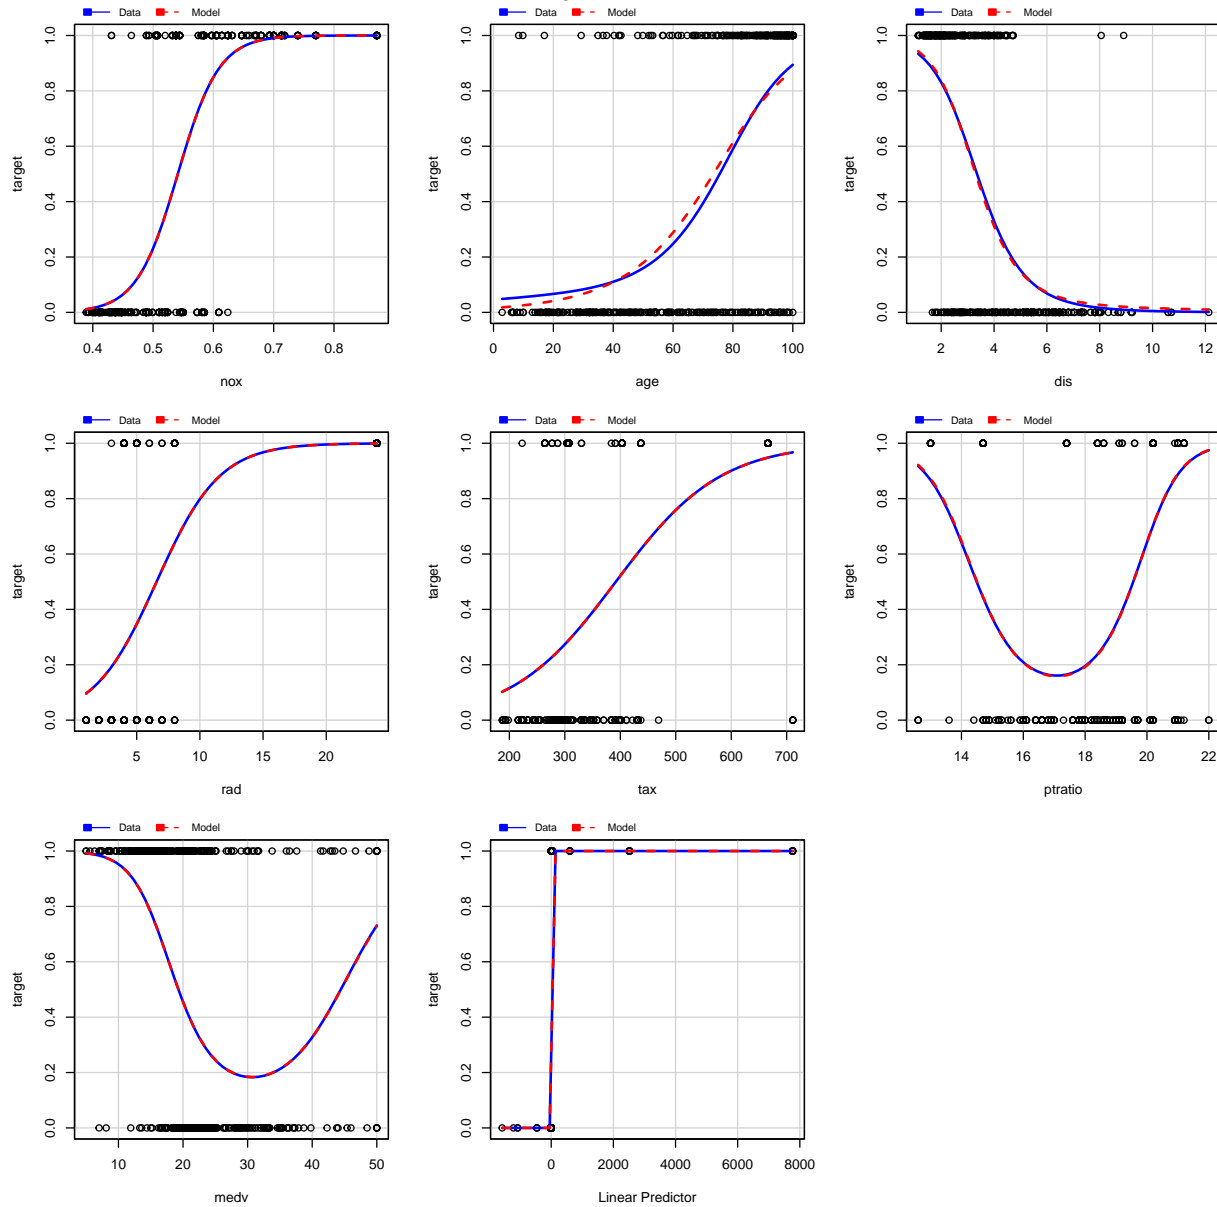 Data Model
target
0.0 0.2 0.4 0.6 0.8 1.0
0.4 0.5 0.6 0.7 0.8
nox
Data Model
target
0.0 0.2 0.4 0.6 0.8 1.0
0 20 40 60 80 100
age
Data Model
target
0.0 0.2 0.4 0.6 0.8 1.0
2 4 6 8 10 12
dis
Data Model
target
0.0 0.2 0.4 0.6 0.8 1.0
5 10 15 20
rad
Data Model
target
0.0 0.2 0.4 0.6 0.8 1.0
200 300 400 500 600 700
tax
Data Model
target
0.0 0.2 0.4 0.6 0.8 1.0
14 16 18 20 22
ptratio
Data Model
target
0.0 0.2 0.4 0.6 0.8 1.0
10 20 30 40 50
medv
Data Model
target
0.0 0.2 0.4 0.6 0.8 1.0
0 2000 4000 6000 8000
Linear Predictor